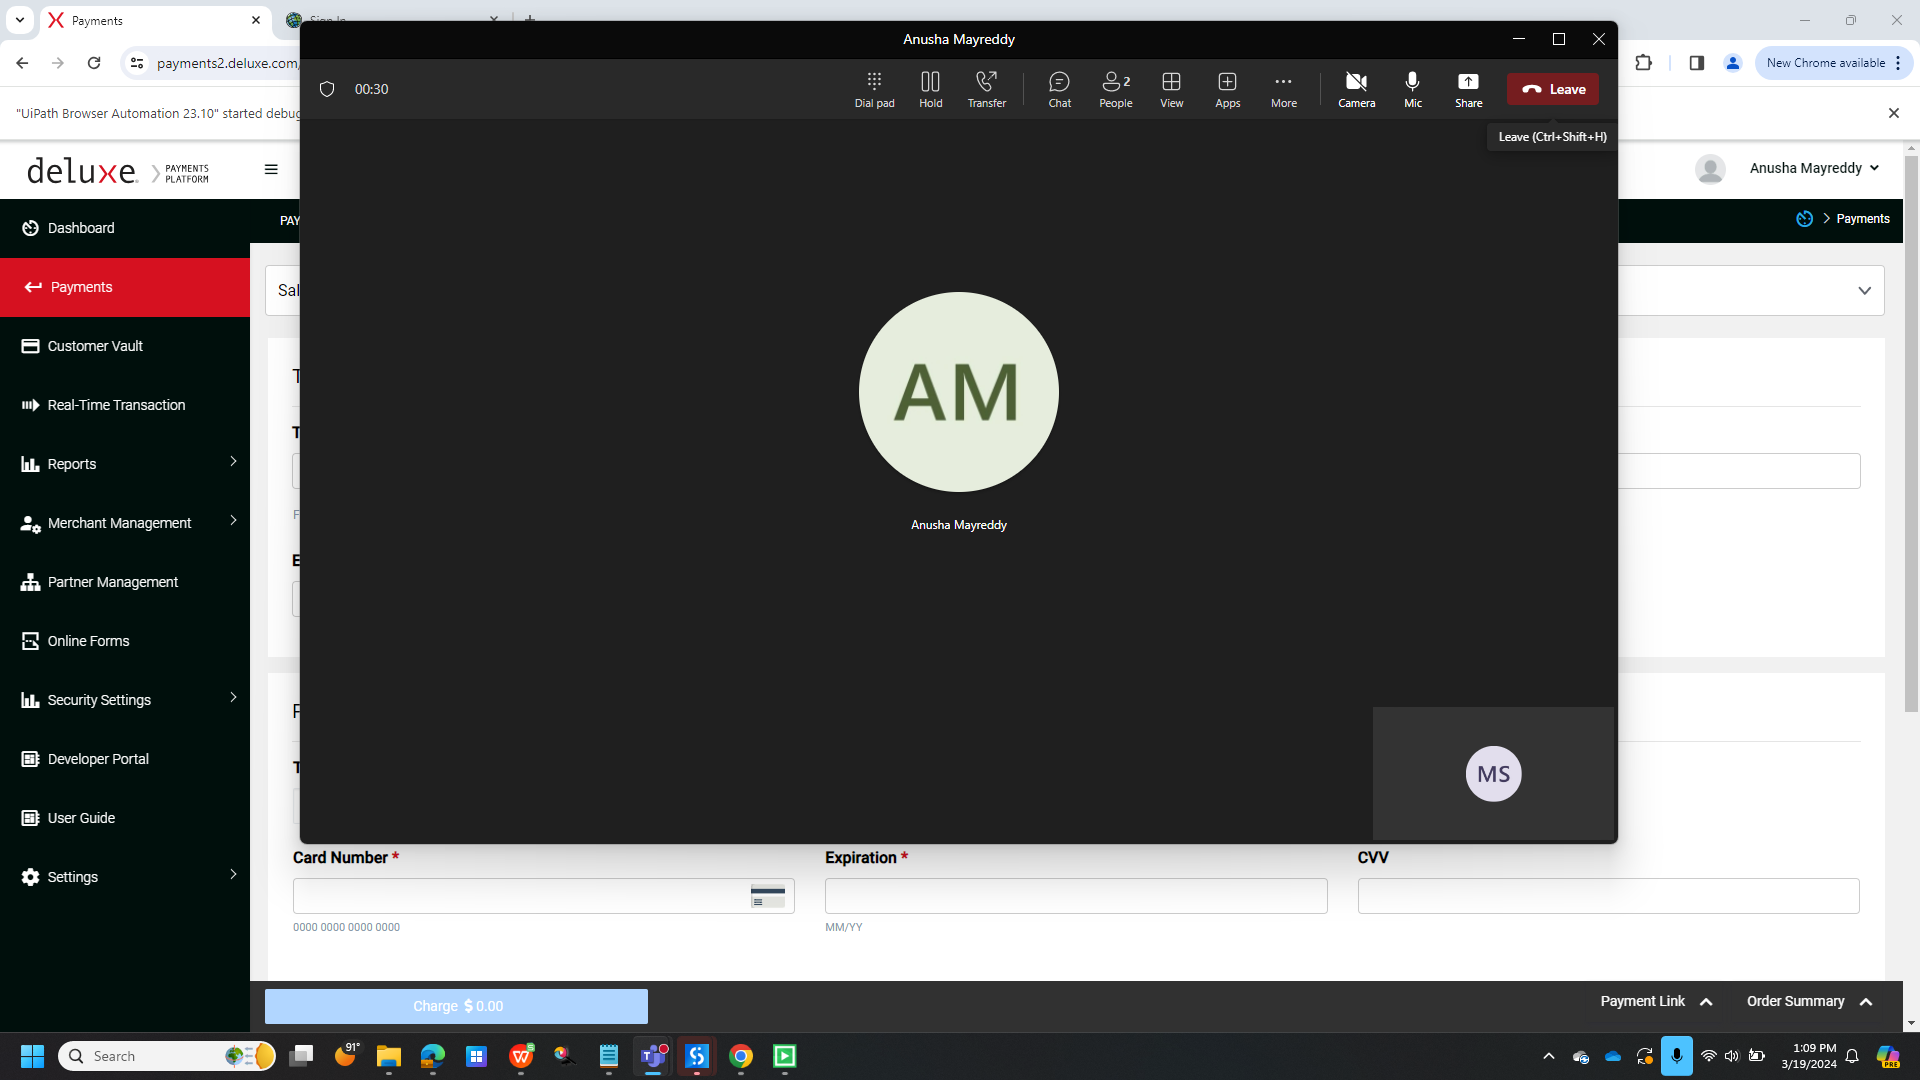 Payments
Sign In
payments2.deluxe.com/
New Chrome available
"UiPath Browser Automation 23.10" started debug
Anusha Mayreddy
00:30
Dial pad
Hold
Transfer
Chat
People
2
View
Apps
More
Camera
Mic
Share
Leave
Leave (Ctrl+Shift+H)
deluxe.
PAYMENTS
PLATFORM
Anusha Mayreddy
PAY
Payments
Dashboard
Payments
Customer Vault
Real-Time Transaction
Reports
Merchant Management
Partner Management
Online Forms
Security Settings
Developer Portal
User Guide
Settings
Sal
T
T
F
E
P
T
AM
Anusha Mayreddy
MS
Card Number *
Expiration *
CVV
0000 0000 0000 0000
MM/YY
Charge $ 0.00
Payment Link
Order Summary
Search
91°
1:09 PM
3/19/2024
PRE